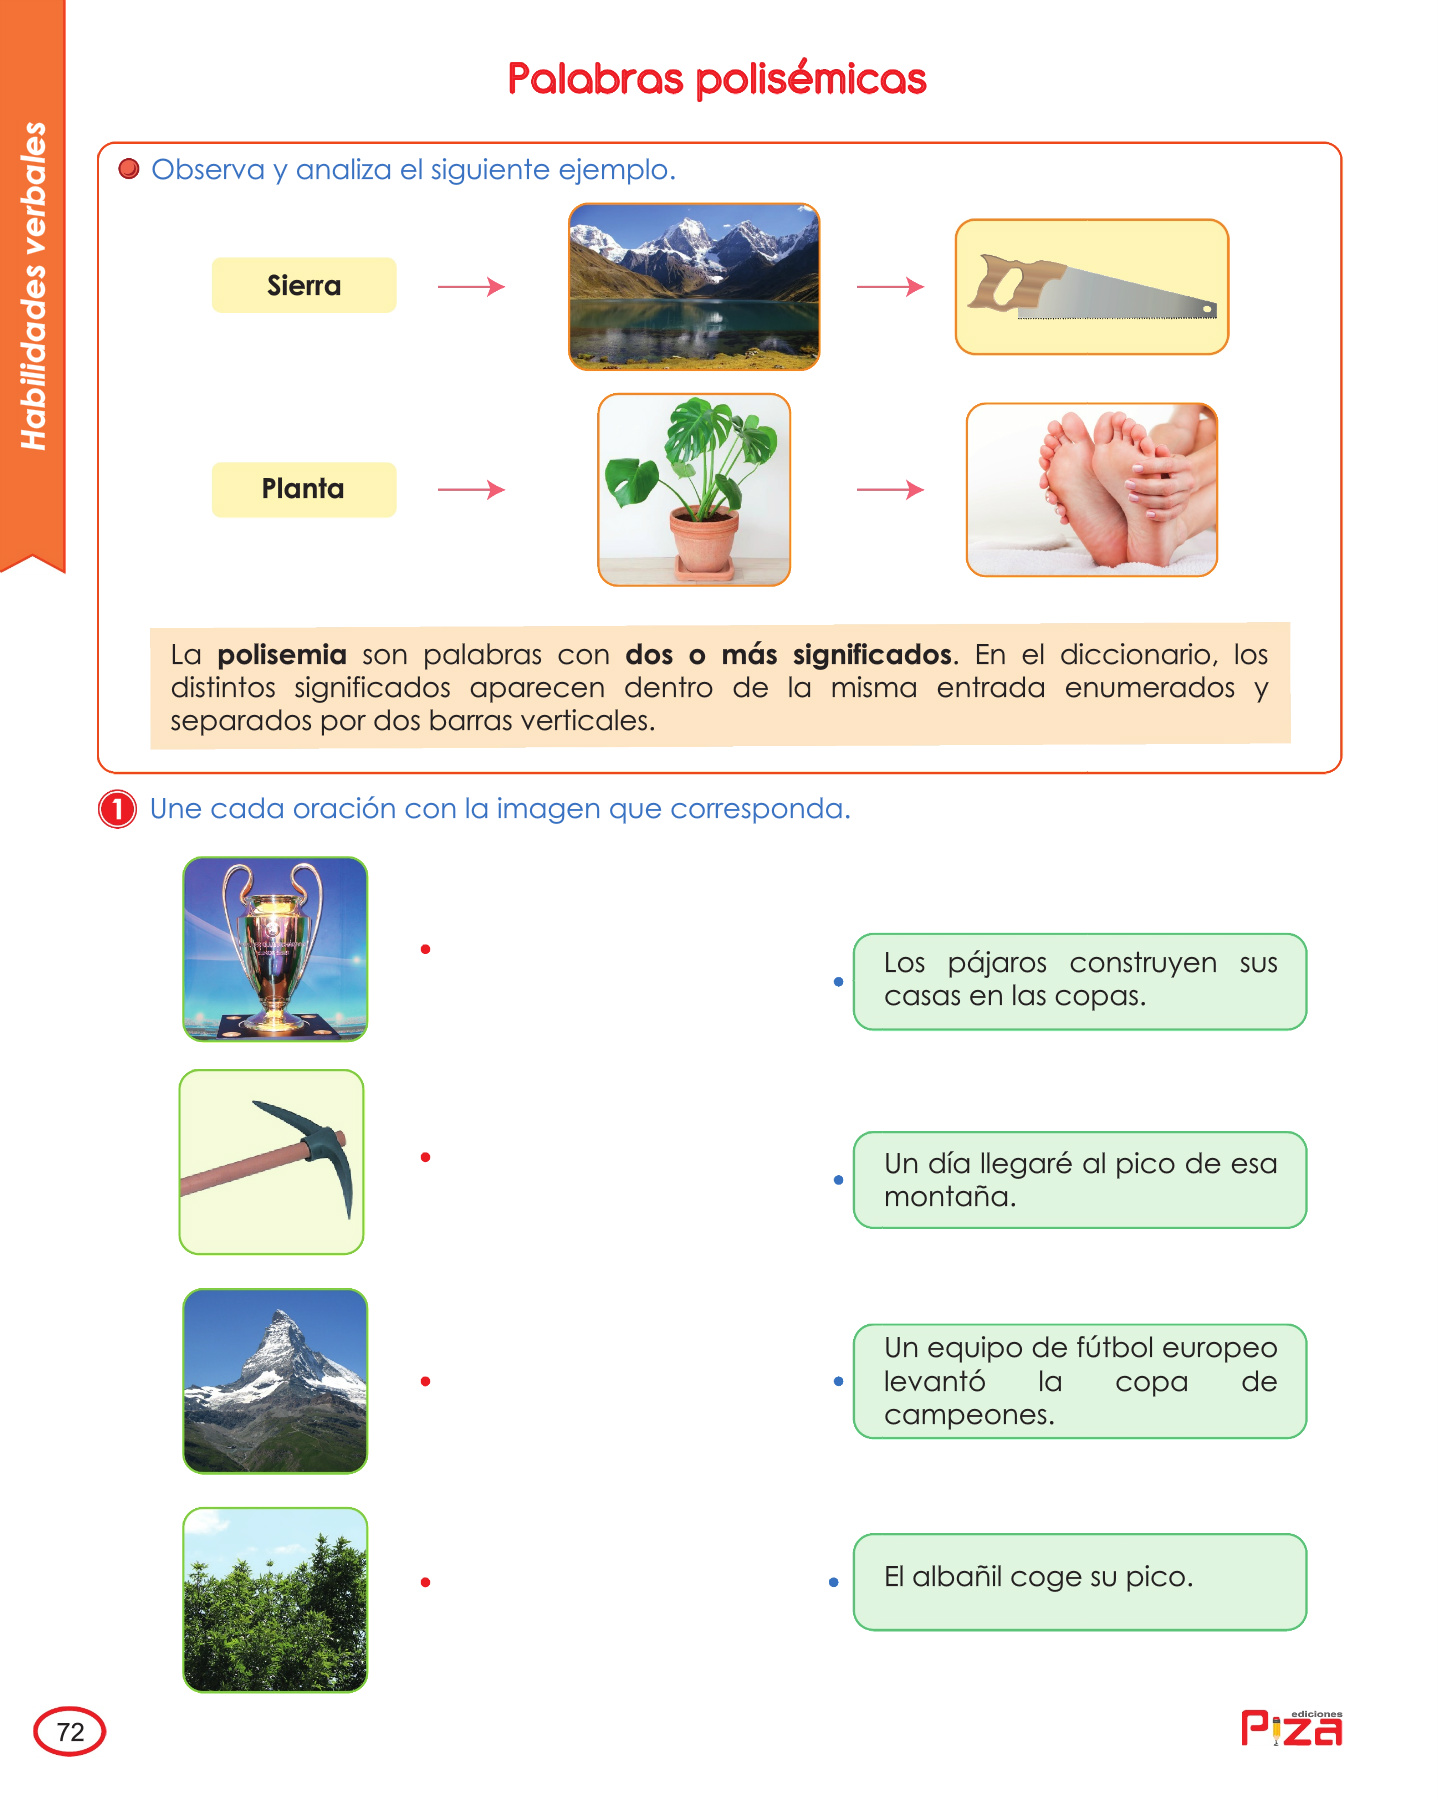 Habilidades verbales
Palabras polisémicas
Observa y analiza el siguiente ejemplo.
Sierra
Planta
La polisemia son palabras con dos o más significados. En el diccionario, los
distintos significados aparecen dentro de la misma entrada enumerados y
separados por dos barras verticales.
1 Une cada oración con la imagen que corresponda.
Los pájaros construyen sus
casas en las copas.
Un día llegaré al pico de esa
montaña.
Un equipo de fútbol europeo
levantó la copa de
campeones.
El albañil coge su pico.
72
ediciones
Piza